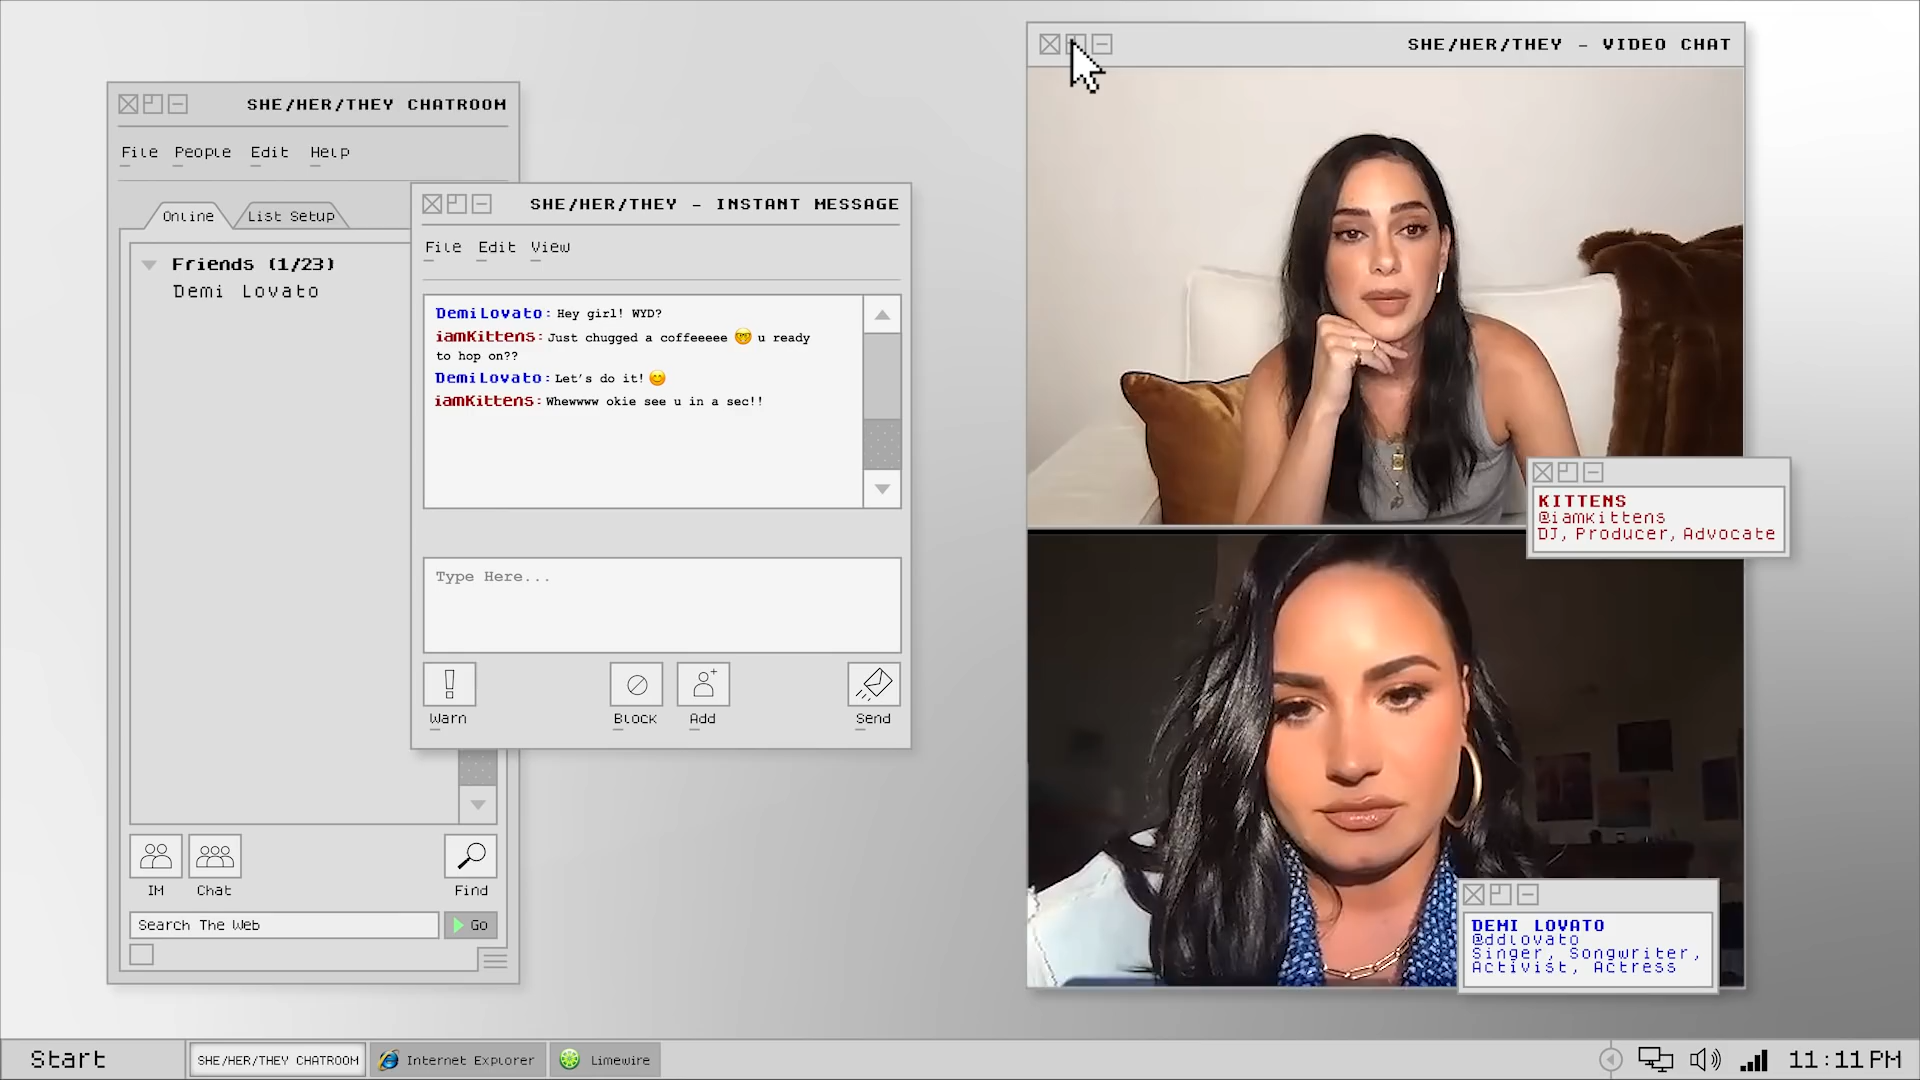 SHE/HER/THEY CHATROOM
File People Edit Help
Online List Setup
Friends (1/23)
Demi Lovato
IM Chat Find
Search The Web Go
SHE/HER/THEY - INSTANT MESSAGE
File Edit View
DemiLovato: Hey girl! WYD?
iamKittens: Just chugged a coffeeeee 🤓 u ready
to hop on??
DemiLovato: Let's do it! 😊
iamKittens: Whewwww okie see u in a sec!!
Type Here...
Warn Block Add Send
SHE/HER/THEY - VIDEO CHAT
KITTENS
@iamkittens
DJ, Producer, Advocate
DEMI LOVATO
@ddlovato
Singer, Songwriter,
Activist, Actress
Start SHE/HER/THEY CHATROOM Internet Explorer Limewire 11:11 PM